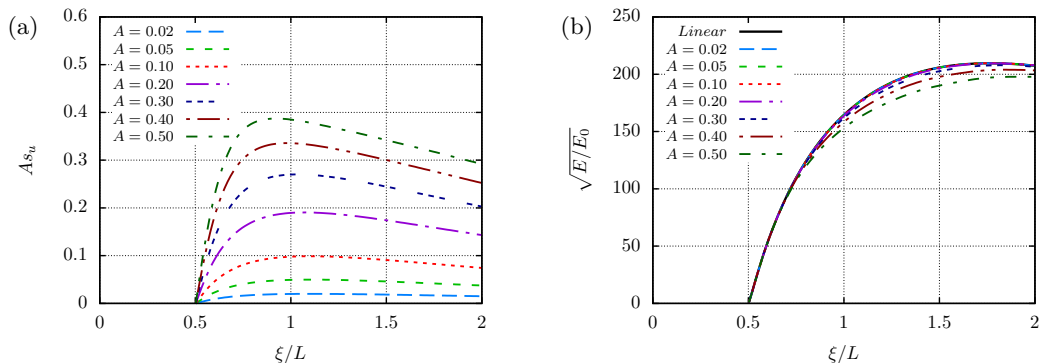 (a)
0.6
0.5
0.4
0.3
0.2
0.1
0
As_u
A = 0.02
A = 0.05
A = 0.10
A = 0.20
A = 0.30
A = 0.40
A = 0.50
0 0.5 1 1.5 2
ξ/L
(b)
250
200
150
100
50
0
√E/E₀
Linear
A = 0.02
A = 0.05
A = 0.10
A = 0.20
A = 0.30
A = 0.40
A = 0.50
0 0.5 1 1.5 2
ξ/L